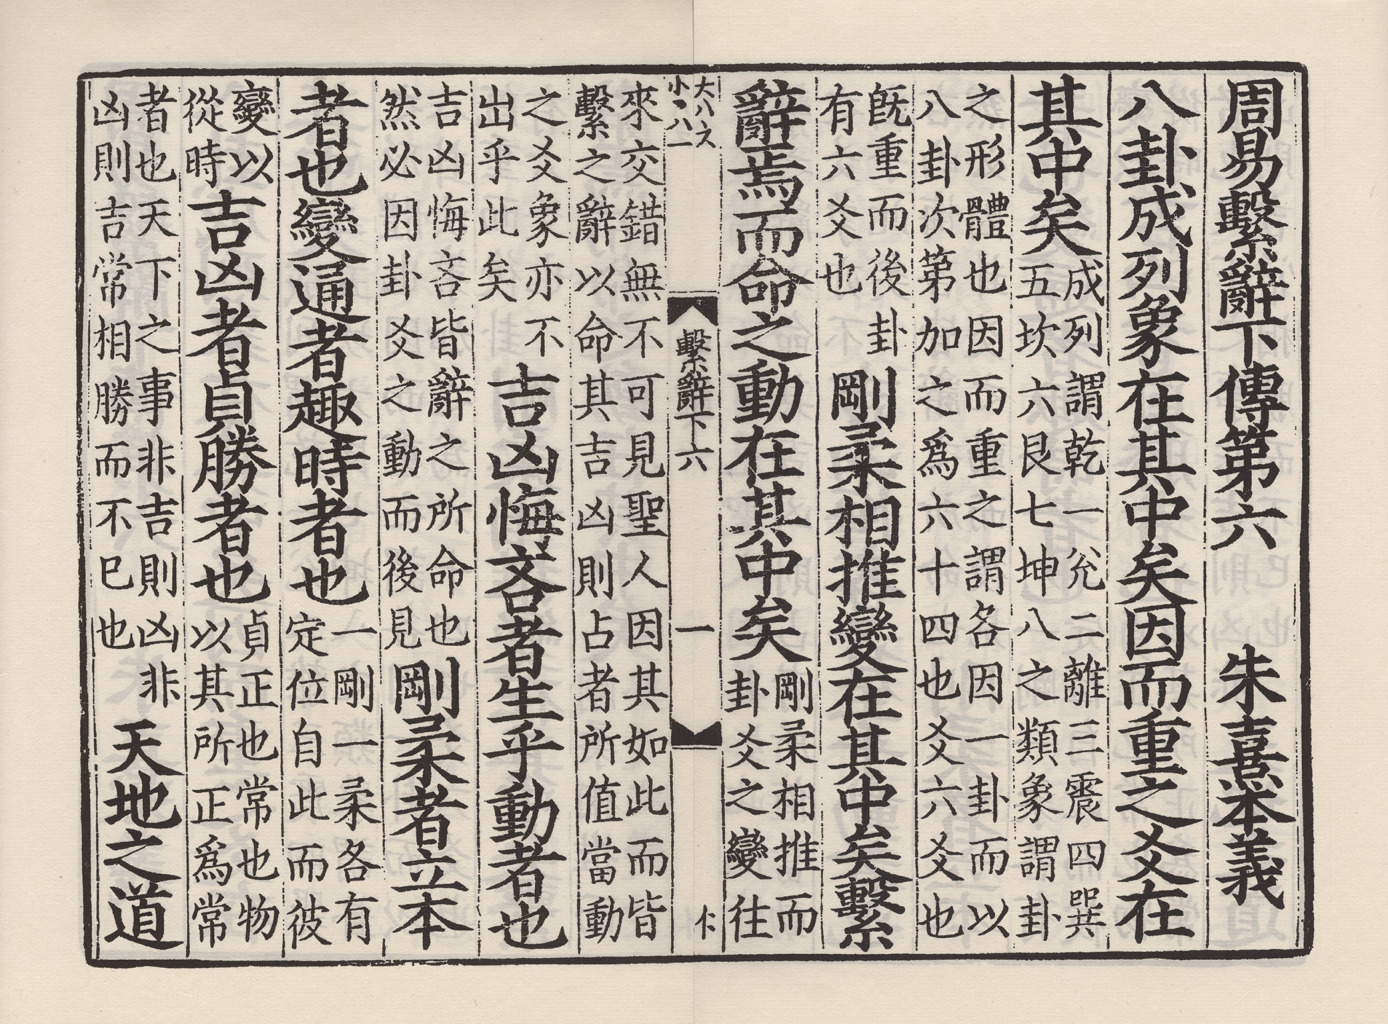 周易繫辭下傳第六 朱熹本義
八卦成列象在其中矣因而重之爻在
其中矣
成列謂乾一兊二離三震四巽
五坎六艮七坤八之類象謂卦
之形體也因而重之謂各因一卦而以
八卦次第加之爲六十四也爻六爻也
旣重而後卦
有六爻也
剛柔相推變在其中矣繫
辭焉而命之動在其中矣
剛柔相推而
卦爻之變往
大八ス
小八一
繫辭下六
一
來交錯無不可見聖人因其如此而皆
繫之辭以命其吉凶則占者所值當動
之爻象亦不
出乎此矣
吉凶悔吝者生乎動者也
吉凶悔吝皆辭之所命也
然必因卦爻之動而後見
剛柔者立本
者也變通者趣時者也
一剛一柔各有
定位自此而彼
變以
從時
吉凶者貞勝者也
貞正也常也物
以其所正爲常
者也天下之事非吉則凶非
凶則吉常相勝而不巳也
天地之道